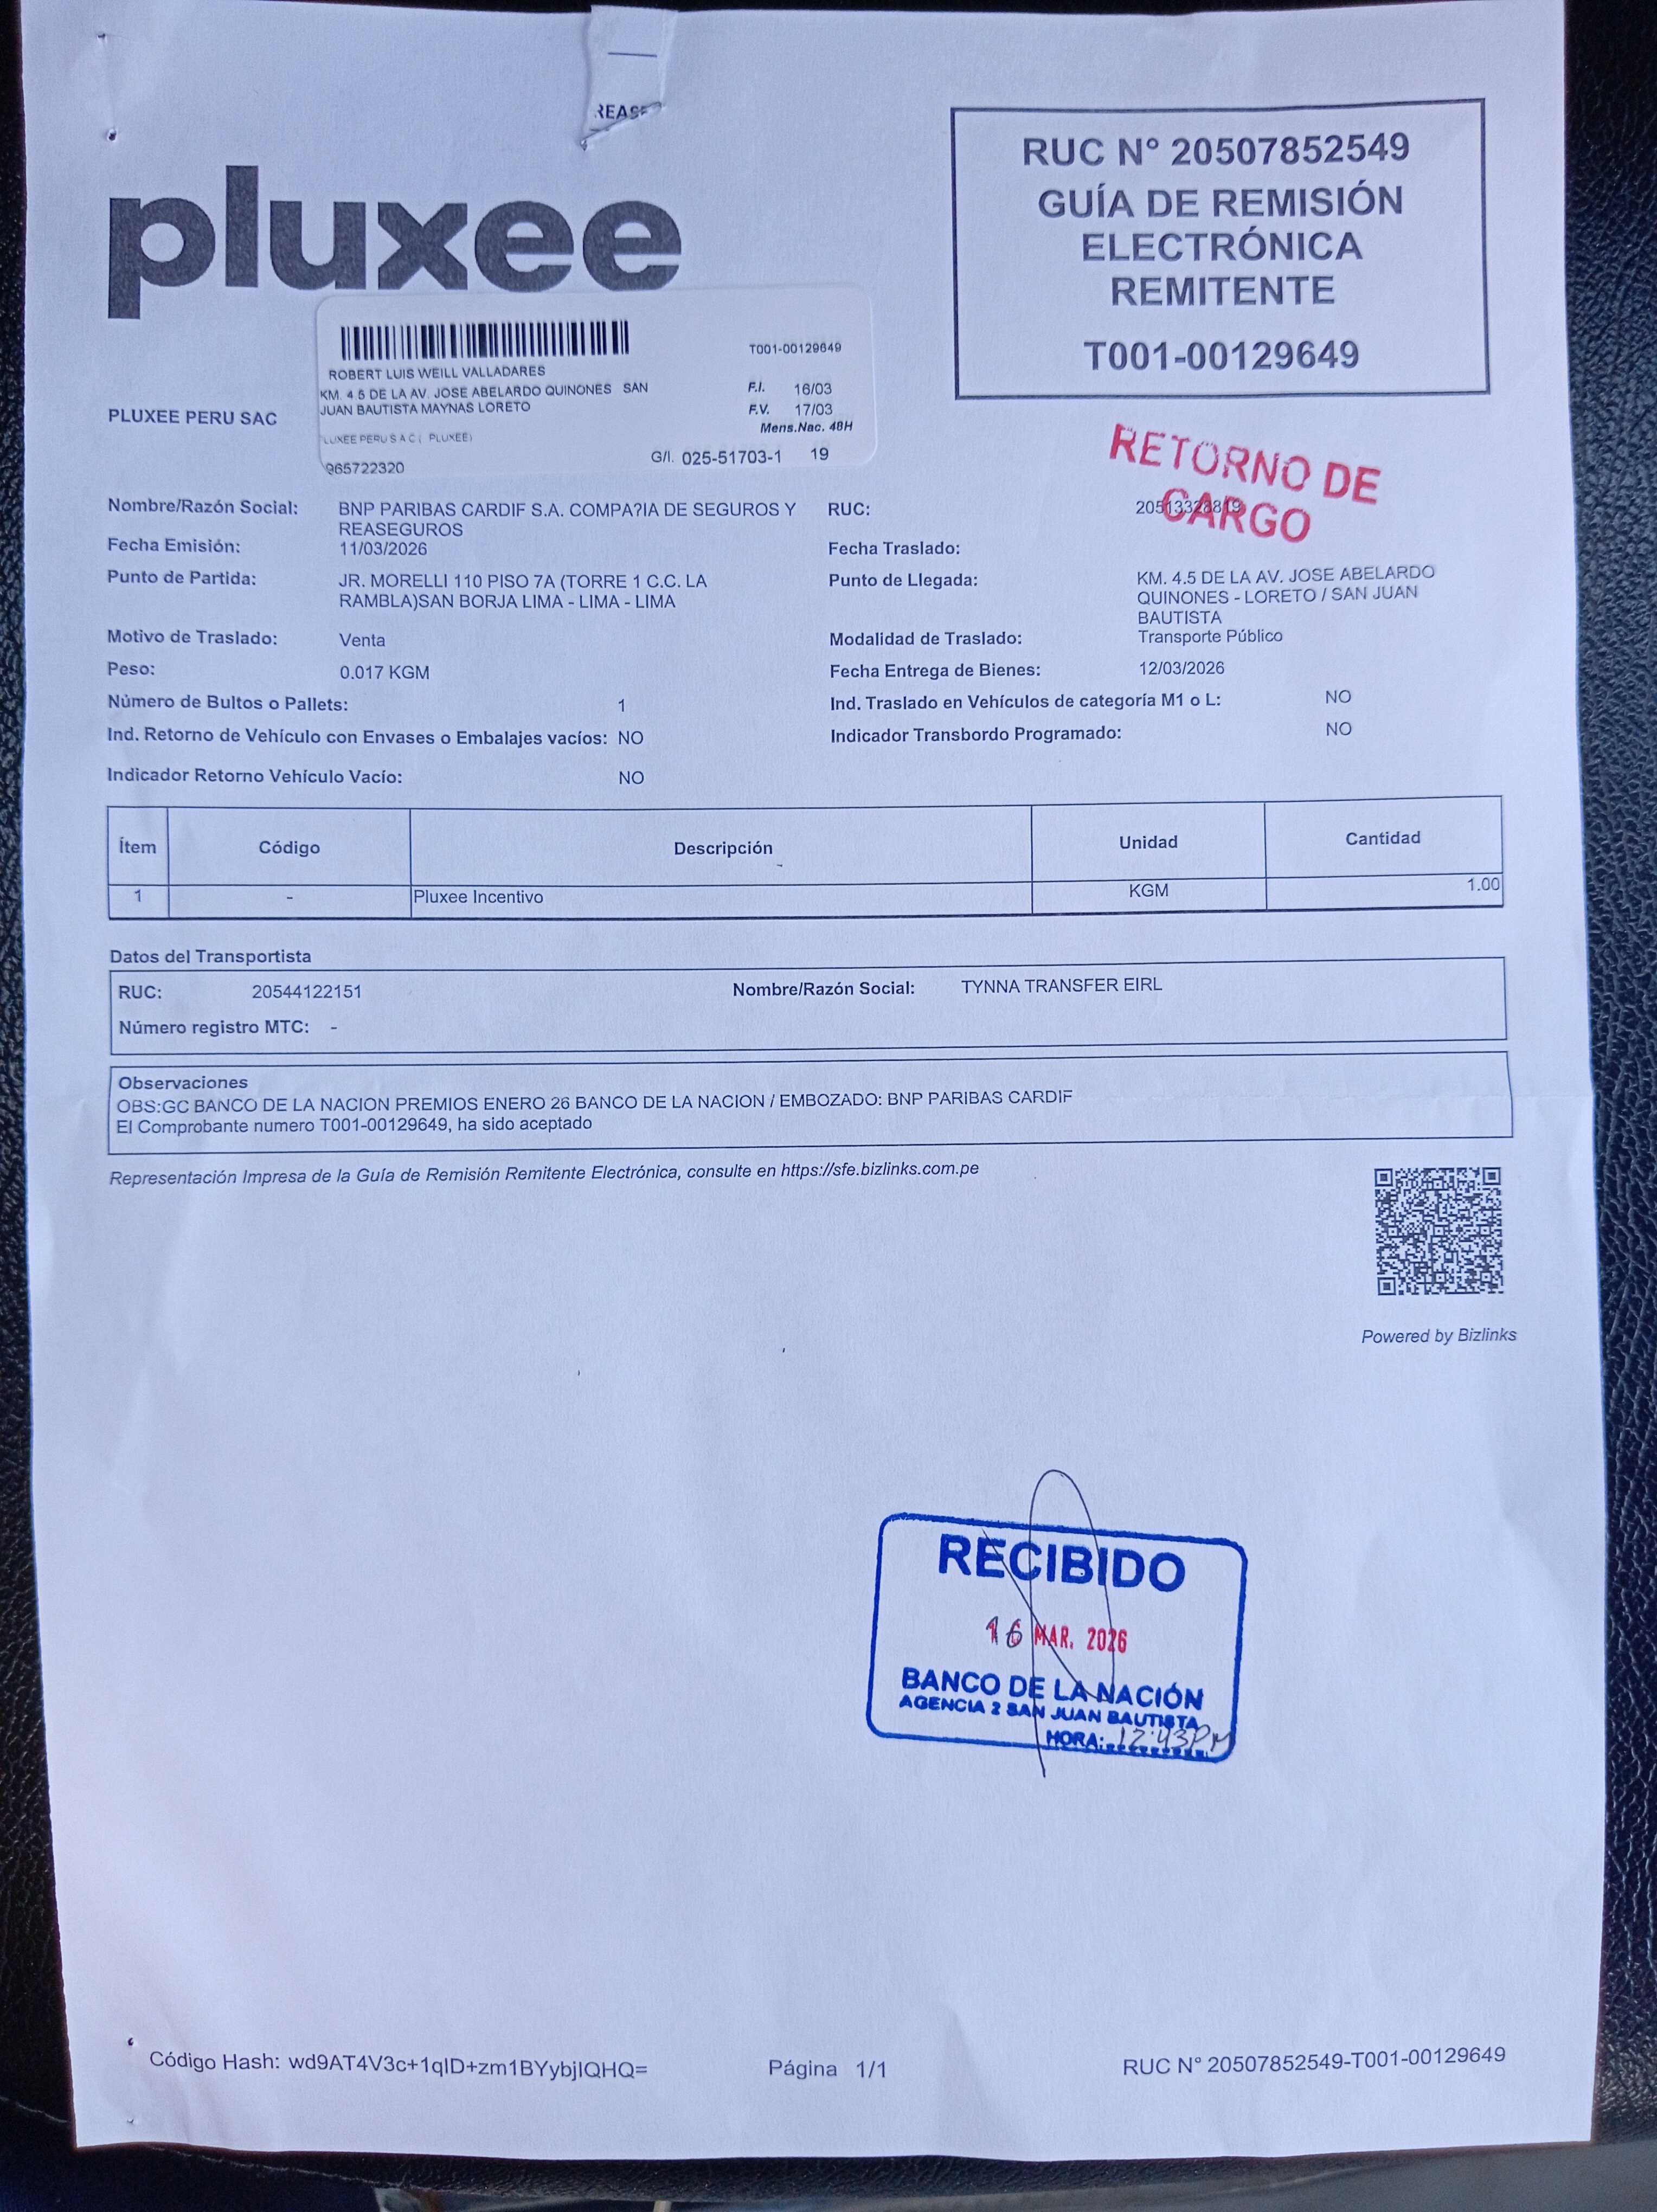 REASE
pluxee
RUC N° 20507852549
GUÍA DE REMISIÓN
ELECTRÓNICA
REMITENTE
T001-00129649
T001-00129649
ROBERT LUIS WEILL VALLADARES
KM. 4 5 DE LA AV. JOSE ABELARDO QUINONES SAN
JUAN BAUTISTA MAYNAS LORETO
F.I. 16/03
F.V. 17/03
Mens.Nac. 48H
LUXEE PERU S A C ( PLUXEE)
965722320
G/I. 025-51703-1 19
PLUXEE PERU SAC
RETORNO DE
CARGO
Nombre/Razón Social: BNP PARIBAS CARDIF S.A. COMPA?IA DE SEGUROS Y
REASEGUROS
RUC:
Fecha Emisión: 11/03/2026
Fecha Traslado:
Punto de Partida: JR. MORELLI 110 PISO 7A (TORRE 1 C.C. LA
RAMBLA)SAN BORJA LIMA - LIMA - LIMA
Punto de Llegada: KM. 4.5 DE LA AV. JOSE ABELARDO
QUINONES - LORETO / SAN JUAN
BAUTISTA
Motivo de Traslado: Venta
Modalidad de Traslado: Transporte Público
Peso: 0.017 KGM
Fecha Entrega de Bienes: 12/03/2026
Número de Bultos o Pallets: 1
Ind. Traslado en Vehículos de categoría M1 o L: NO
Ind. Retorno de Vehículo con Envases o Embalajes vacíos: NO
Indicador Transbordo Programado: NO
Indicador Retorno Vehículo Vacío: NO
Ítem Código Descripción Unidad Cantidad
1 - Pluxee Incentivo KGM 1.00
Datos del Transportista
RUC: 20544122151 Nombre/Razón Social: TYNNA TRANSFER EIRL
Número registro MTC: -
Observaciones
OBS:GC BANCO DE LA NACION PREMIOS ENERO 26 BANCO DE LA NACION / EMBOZADO: BNP PARIBAS CARDIF
El Comprobante numero T001-00129649, ha sido aceptado
Representación Impresa de la Guía de Remisión Remitente Electrónica, consulte en https://sfe.bizlinks.com.pe
Powered by Bizlinks
RECIBIDO
16 MAR. 2026
BANCO DE LA NACIÓN
AGENCIA 2 SAN JUAN BAUTISTA
HORA: 12:43PM
Código Hash: wd9AT4V3c+1qID+zm1BYybjIQHQ=
Página 1/1
RUC N° 20507852549-T001-00129649